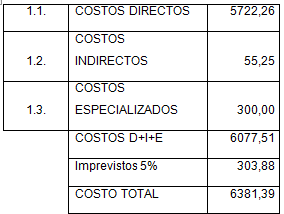 1.1. COSTOS DIRECTOS 5722,26
COSTOS
1.2. INDIRECTOS 55,25
COSTOS
1.3. ESPECIALIZADOS 300,00
COSTOS D+I+E 6077,51
Imprevistos 5% 303,88
COSTO TOTAL 6381,39